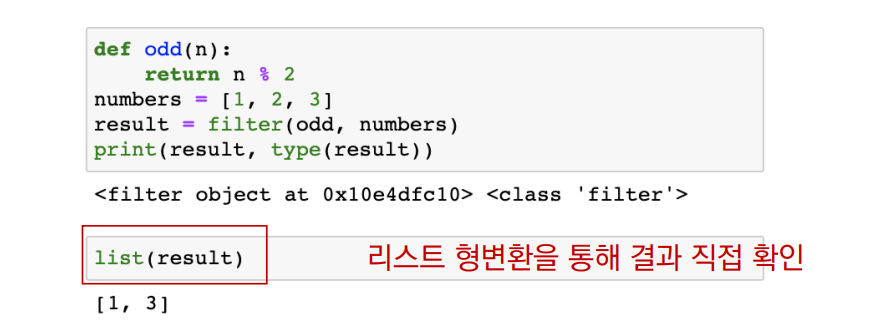 def odd(n):
    return n % 2
numbers = [1, 2, 3]
result = filter(odd, numbers)
print(result, type(result))
<filter object at 0x10e4dfc10> <class 'filter'>
list(result) 리스트 형변환을 통해 결과 직접 확인
[1, 3]